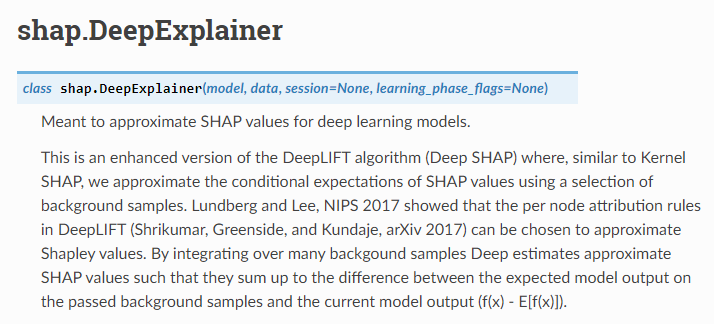 shap.DeepExplainer
class shap.DeepExplainer(model, data, session=None, learning_phase_flags=None)
Meant to approximate SHAP values for deep learning models.
This is an enhanced version of the DeepLIFT algorithm (Deep SHAP) where, similar to Kernel
SHAP, we approximate the conditional expectations of SHAP values using a selection of
background samples. Lundberg and Lee, NIPS 2017 showed that the per node attribution rules
in DeepLIFT (Shrikumar, Greenside, and Kundaje, arXiv 2017) can be chosen to approximate
Shapley values. By integrating over many backgound samples Deep estimates approximate
SHAP values such that they sum up to the difference between the expected model output on
the passed background samples and the current model output (f(x) - E[f(x)]).